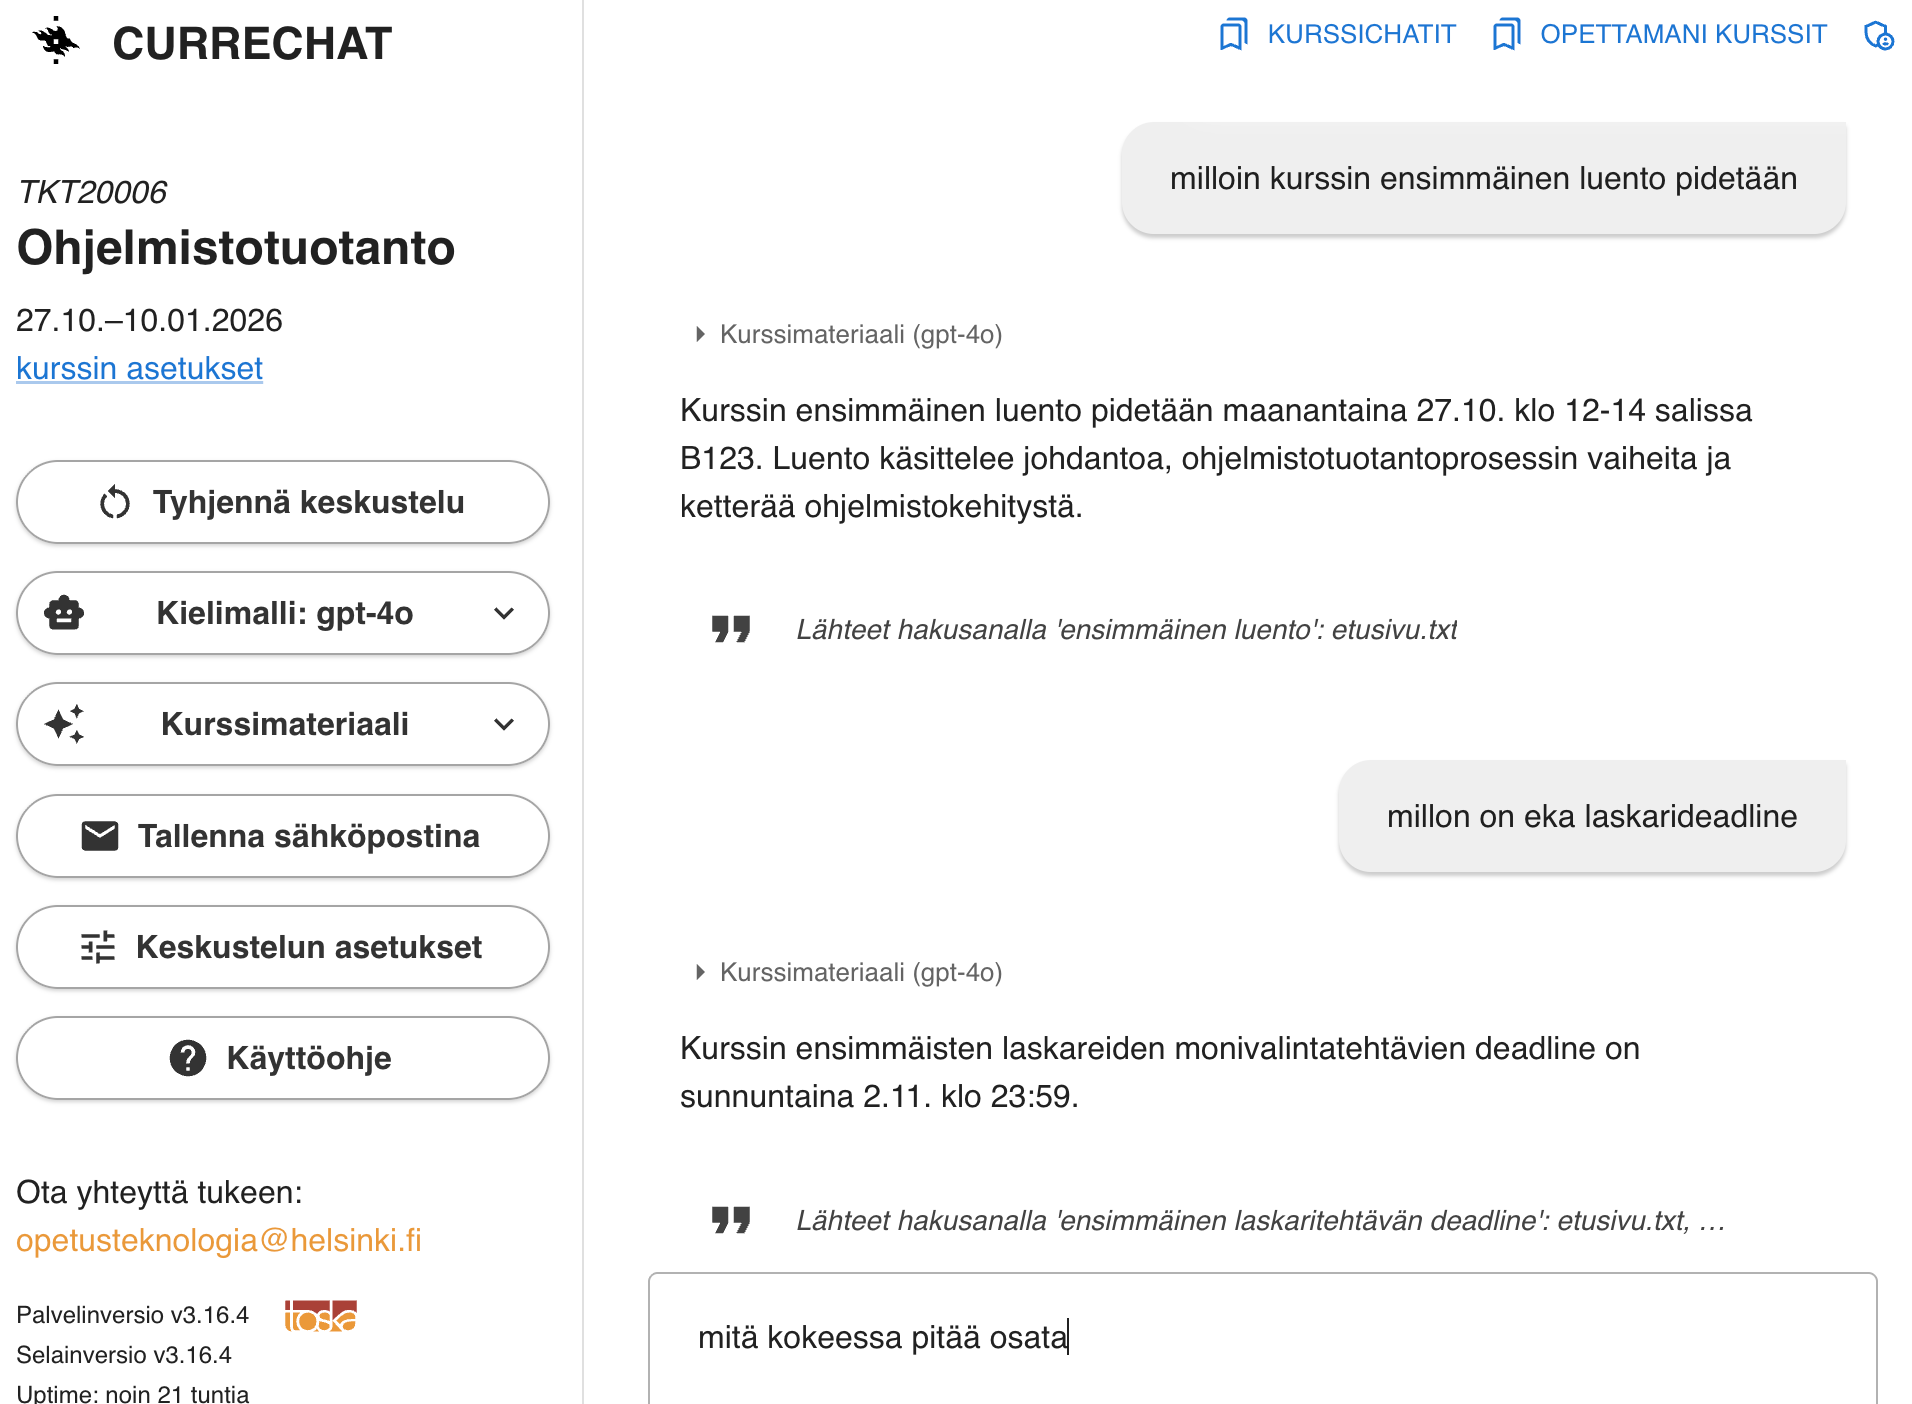 CURRECHAT
KURSSICHATIT
OPETTAMANI KURSSIT
TKT20006
Ohjelmistotuotanto
27.10.–10.01.2026
kurssin asetukset
Tyhjennä keskustelu
Kielimalli: gpt-4o
Kurssimateriaali
Tallenna sähköpostina
Keskustelun asetukset
Käyttöohje
Ota yhteyttä tukeen:
opetusteknologia@helsinki.fi
Palvelinversio v3.16.4
toska
Selainversio v3.16.4
Uptime: noin 21 tuntia
milloin kurssin ensimmäinen luento pidetään
Kurssimateriaali (gpt-4o)
Kurssin ensimmäinen luento pidetään maanantaina 27.10. klo 12-14 salissa
B123. Luento käsittelee johdantoa, ohjelmistotuotantoprosessin vaiheita ja
ketterää ohjelmistokehitystä.
Lähteet hakusanalla 'ensimmäinen luento': etusivu.txt
millon on eka laskarideadline
Kurssimateriaali (gpt-4o)
Kurssin ensimmäisten laskareiden monivalintatehtävien deadline on
sunnuntaina 2.11. klo 23:59.
Lähteet hakusanalla 'ensimmäinen laskaritehtävän deadline': etusivu.txt, …
mitä kokeessa pitää osata